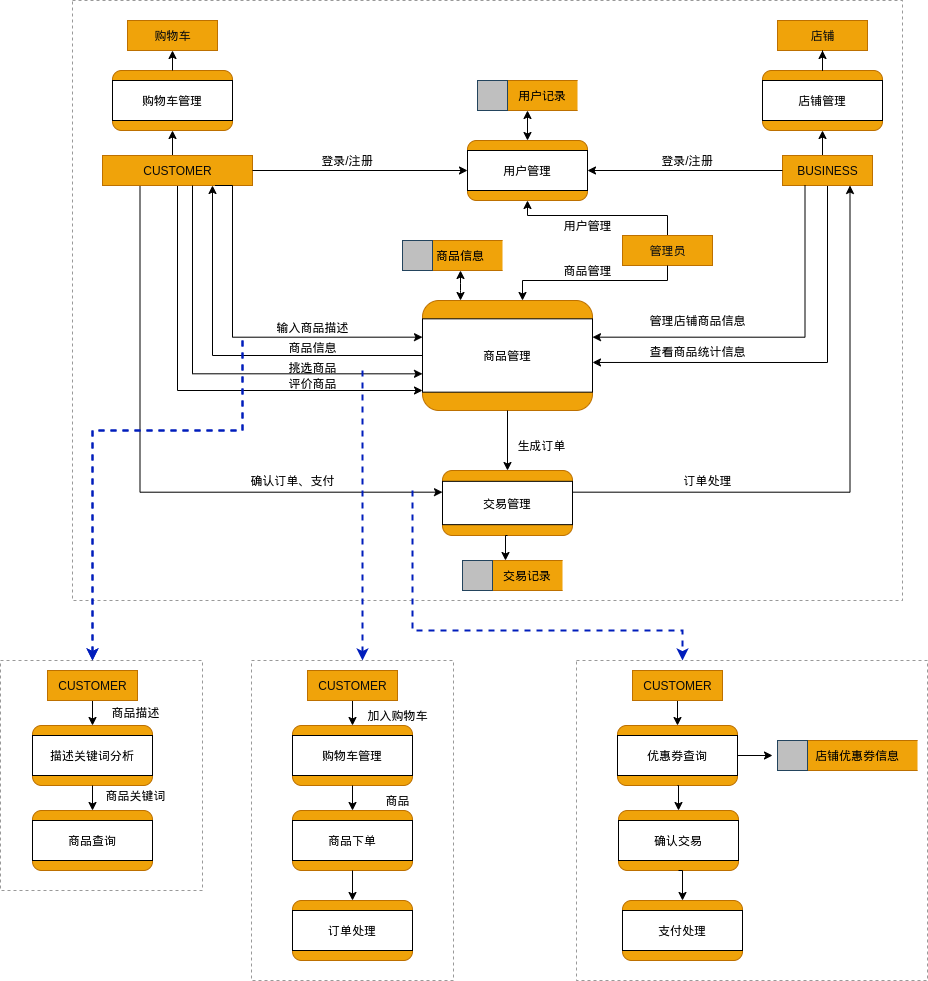 购物车
店铺
购物车管理
用户记录
店铺管理
CUSTOMER
登录/注册
用户管理
登录/注册
BUSINESS
用户管理
管理员
商品信息
商品管理
输入商品描述
管理店铺商品信息
商品信息
商品管理
查看商品统计信息
挑选商品
评价商品
生成订单
确认订单、支付
交易管理
订单处理
交易记录
CUSTOMER
商品描述
描述关键词分析
商品关键词
商品查询
CUSTOMER
加入购物车
购物车管理
商品
商品下单
订单处理
CUSTOMER
优惠券查询
店铺优惠券信息
确认交易
支付处理